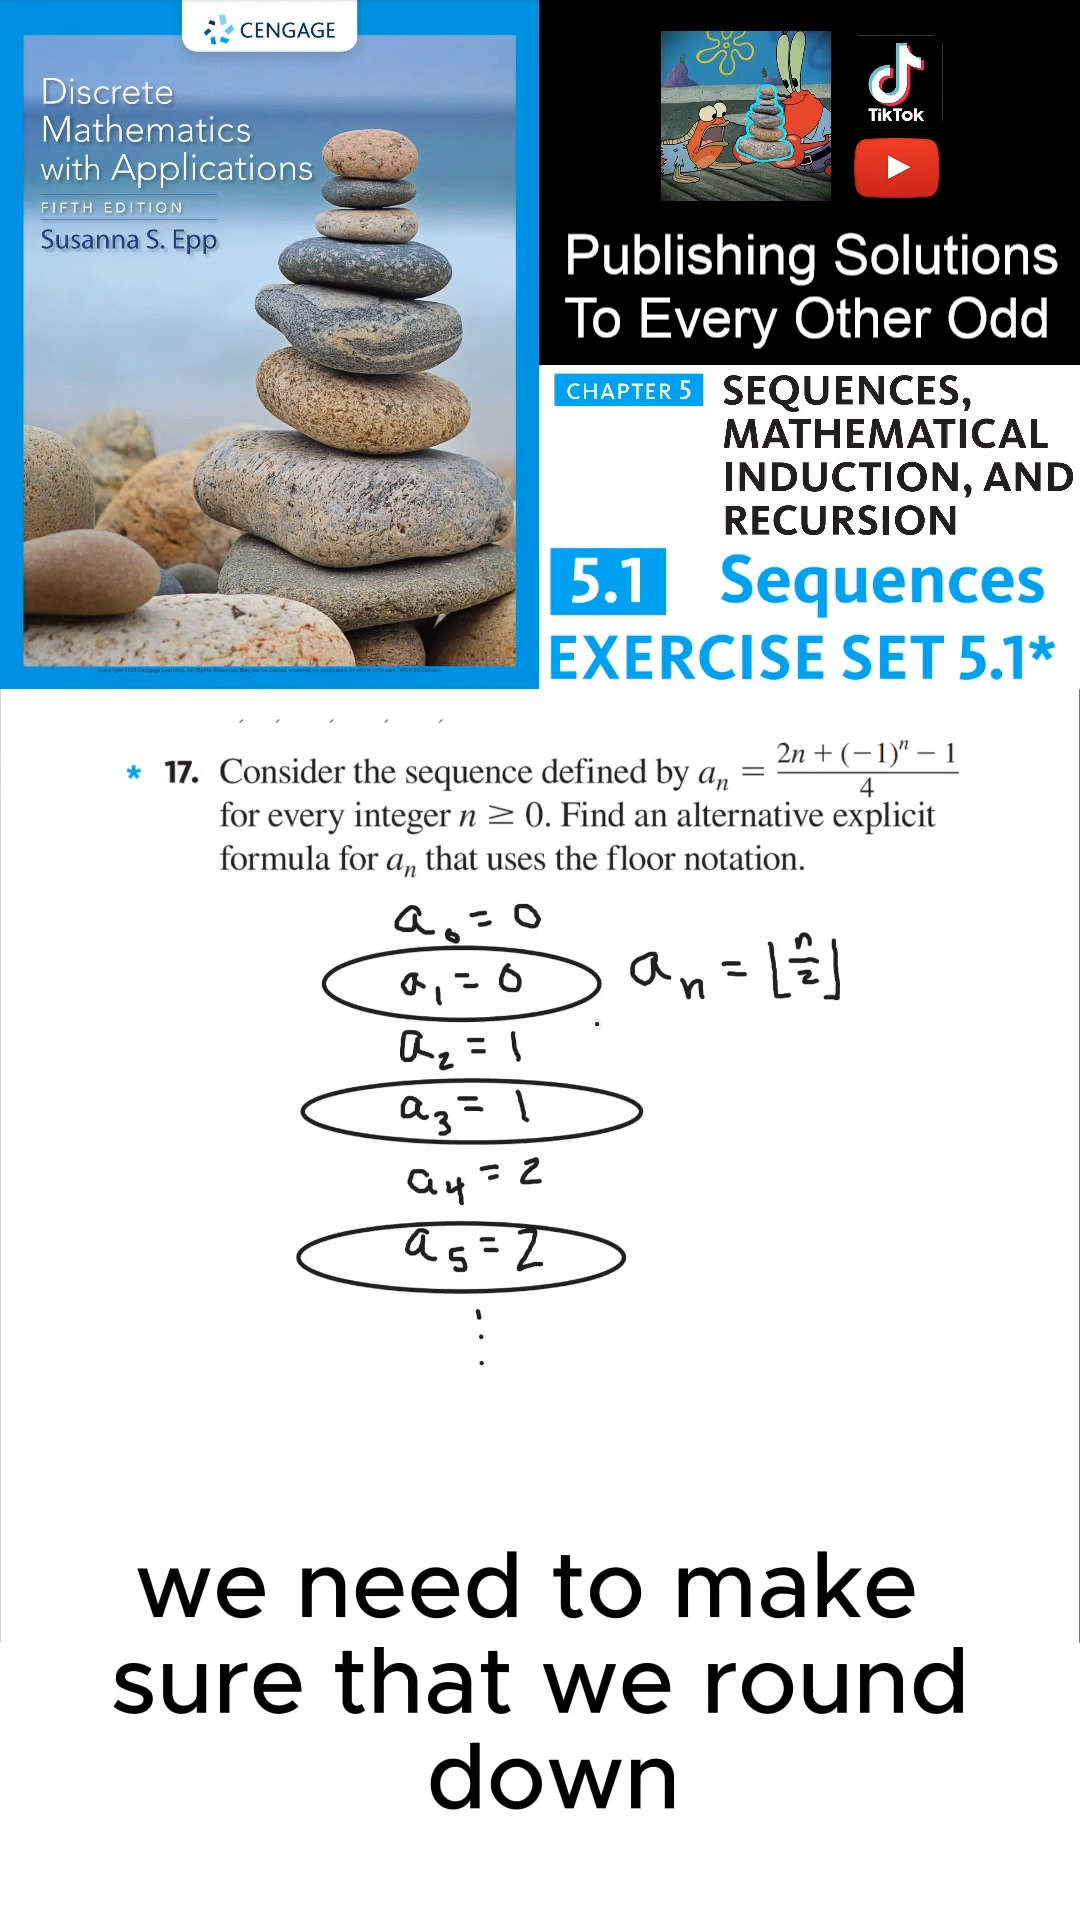 CENGAGE
Discrete
Mathematics
with Applications
FIFTH EDITION
Susanna S. Epp
TikTok
Publishing Solutions
To Every Other Odd
CHAPTER 5 SEQUENCES,
MATHEMATICAL
INDUCTION, AND
RECURSION
5.1 Sequences
EXERCISE SET 5.1*
* 17. Consider the sequence defined by aₙ = (2n + (−1)ⁿ − 1)/4
for every integer n ≥ 0. Find an alternative explicit
formula for aₙ that uses the floor notation.
a₀ = 0
a₁ = 0
aₙ = ⌊n/2⌋
a₂ = 1
a₃ = 1
a₄ = 2
a₅ = 2
⋮
we need to make
sure that we round
down